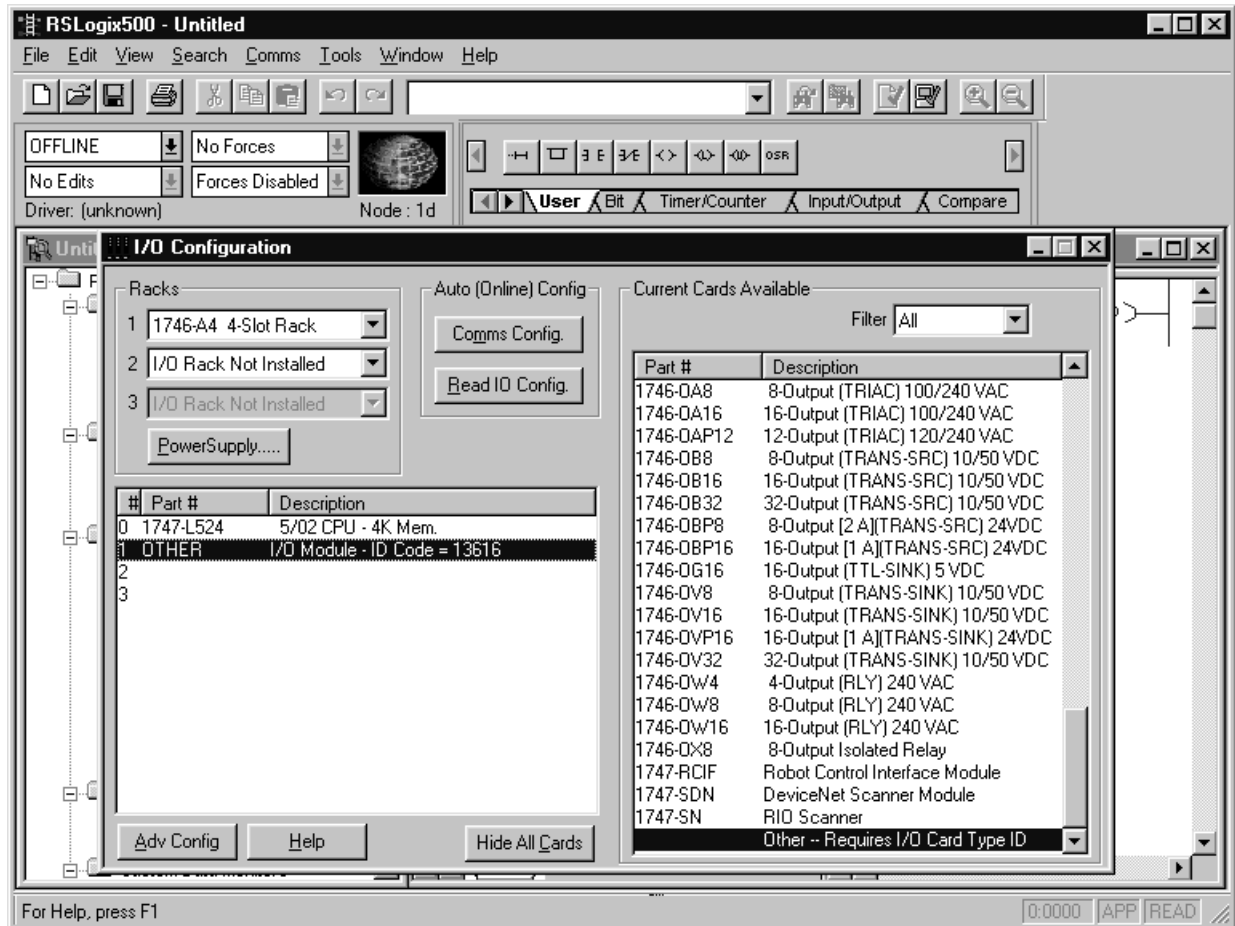 RSLogix500 - Untitled
File Edit View Search Comms Tools Window Help
OFFLINE No Forces
No Edits Forces Disabled
Driver: (unknown) Node : 1d
OSR
User Bit Timer/Counter Input/Output Compare
I/O Configuration
Racks
1 1746-A4 4-Slot Rack
2 I/O Rack Not Installed
3 I/O Rack Not Installed
PowerSupply.....
Auto (Online) Config
Comms Config.
Read IO Config.
# Part # Description
0 1747-L524 5/02 CPU - 4K Mem.
1 OTHER I/O Module - ID Code = 13616
2
3
Adv Config Help Hide All Cards
Current Cards Available
Filter All
Part # Description
1746-OA8 8-Output (TRIAC) 100/240 VAC
1746-OA16 16-Output (TRIAC) 100/240 VAC
1746-OAP12 12-Output (TRIAC) 120/240 VAC
1746-OB8 8-Output (TRANS-SRC) 10/50 VDC
1746-OB16 16-Output (TRANS-SRC) 10/50 VDC
1746-OB32 32-Output (TRANS-SRC) 10/50 VDC
1746-OBP8 8-Output [2 A](TRANS-SRC) 24VDC
1746-OBP16 16-Output [1 A](TRANS-SRC) 24VDC
1746-OG16 16-Output (TTL-SINK) 5 VDC
1746-OV8 8-Output (TRANS-SINK) 10/50 VDC
1746-OV16 16-Output (TRANS-SINK) 10/50 VDC
1746-OVP16 16-Output [1 A](TRANS-SINK) 24VDC
1746-OV32 32-Output (TRANS-SINK) 10/50 VDC
1746-OW4 4-Output (RLY) 240 VAC
1746-OW8 8-Output (RLY) 240 VAC
1746-OW16 16-Output (RLY) 240 VAC
1746-OX8 8-Output Isolated Relay
1747-RCIF Robot Control Interface Module
1747-SDN DeviceNet Scanner Module
1747-SN RIO Scanner
Other -- Requires I/O Card Type ID
For Help, press F1 0:0000 APP READ